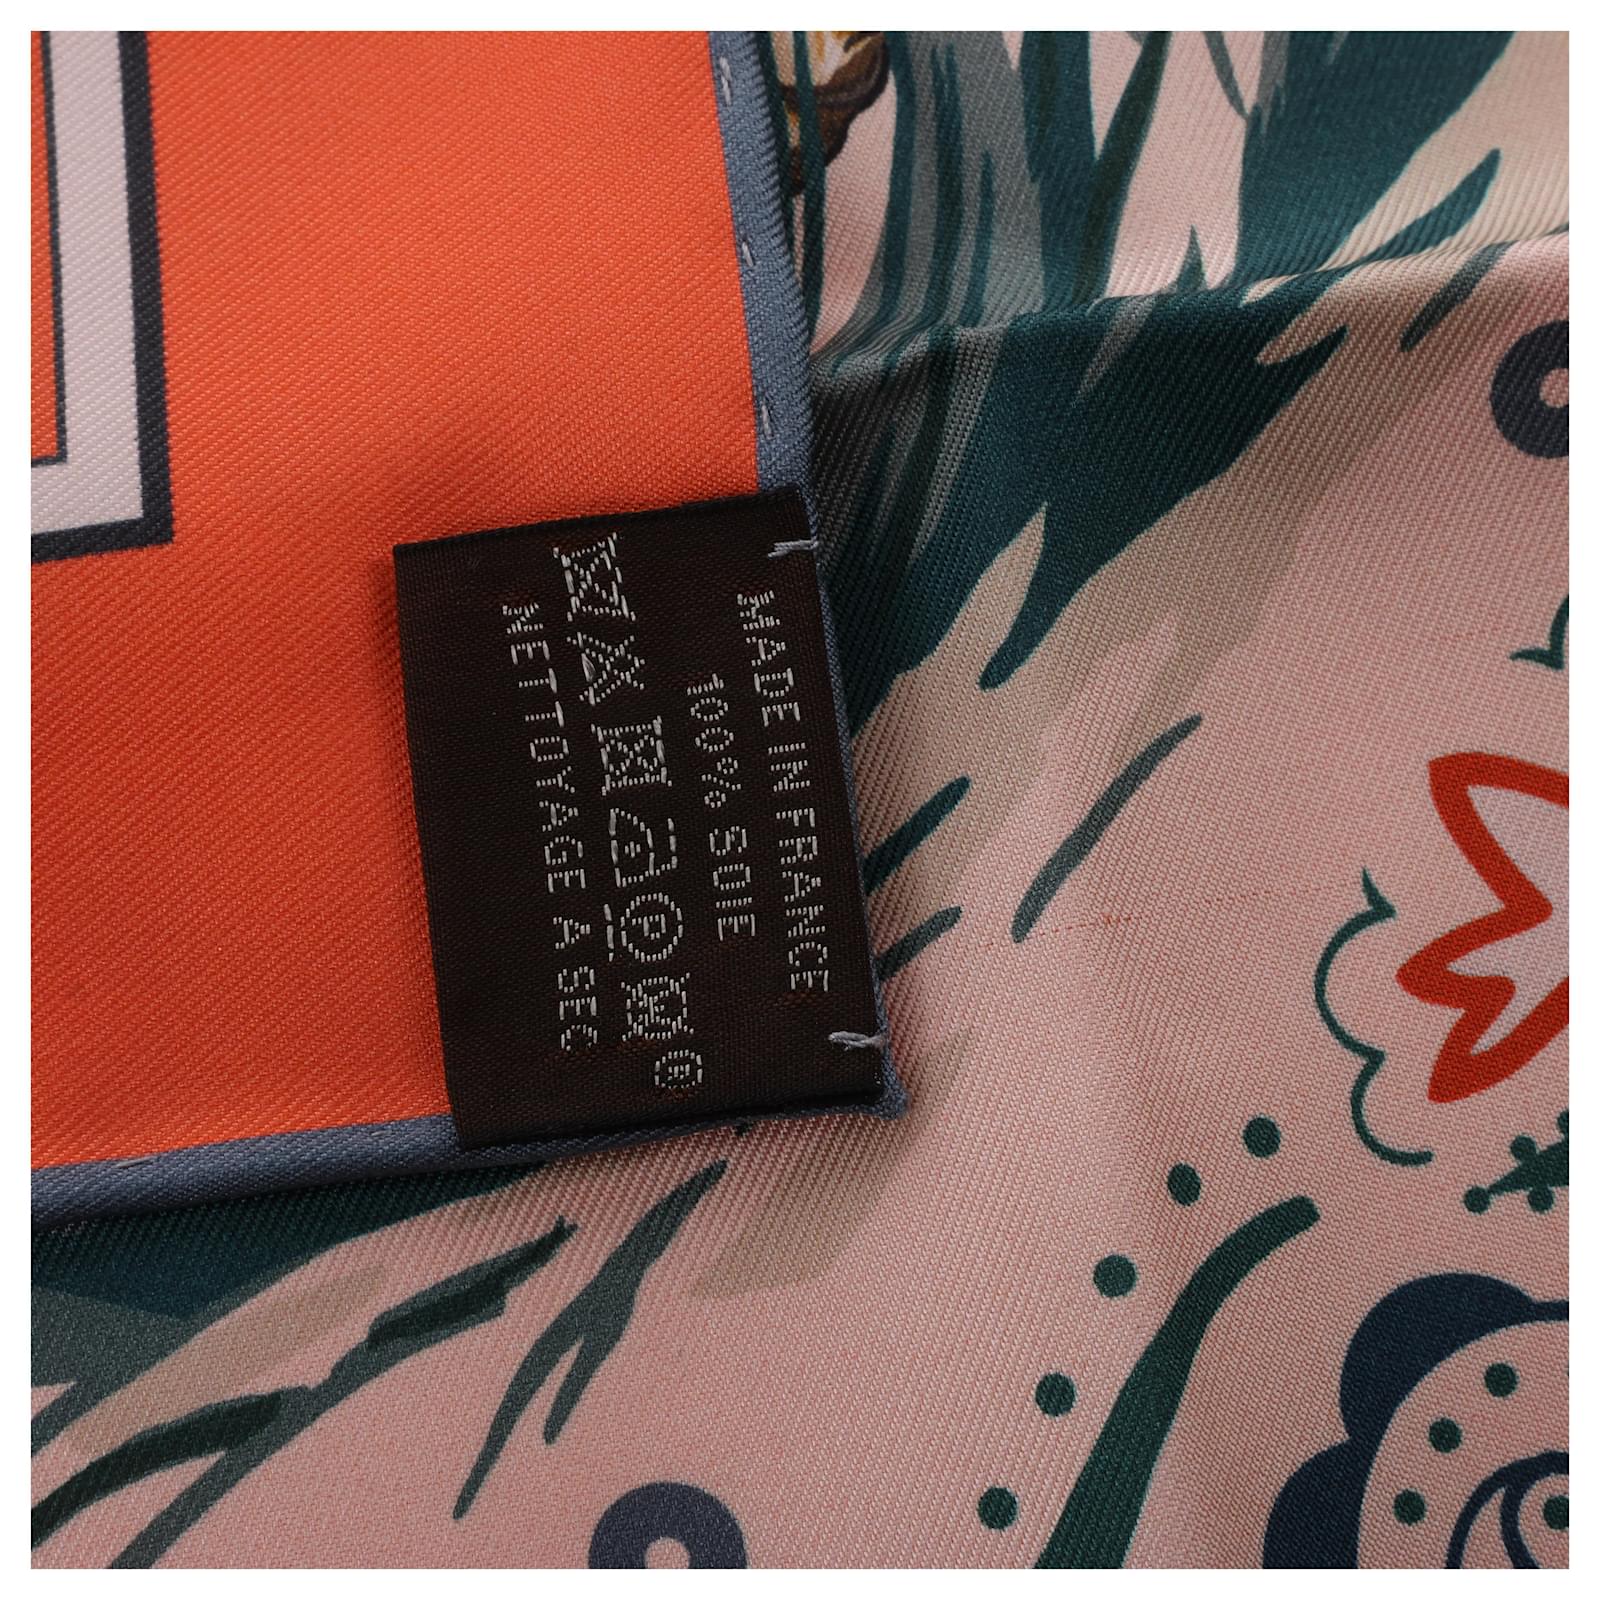 MADE IN FRANCE
100% SOIE
P ®
NETTOYAGE A SEC